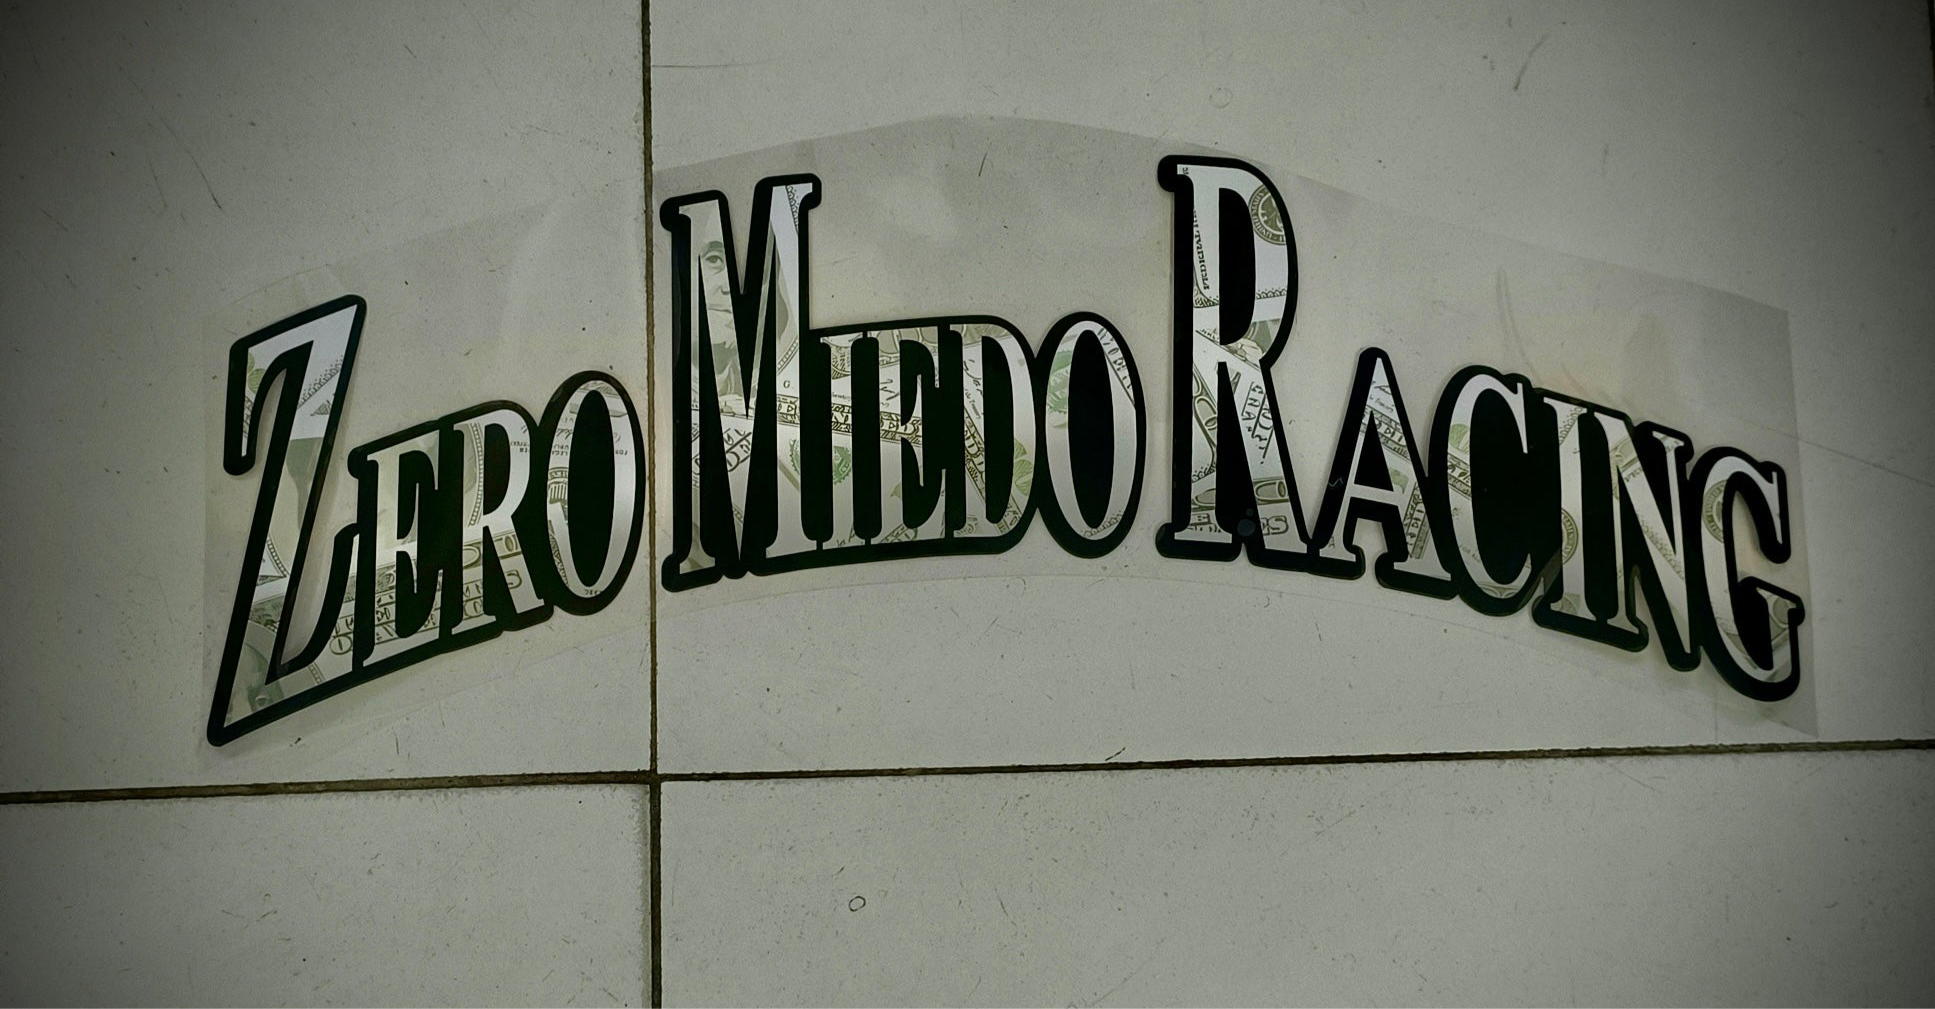 ZERO MIEDO RACING